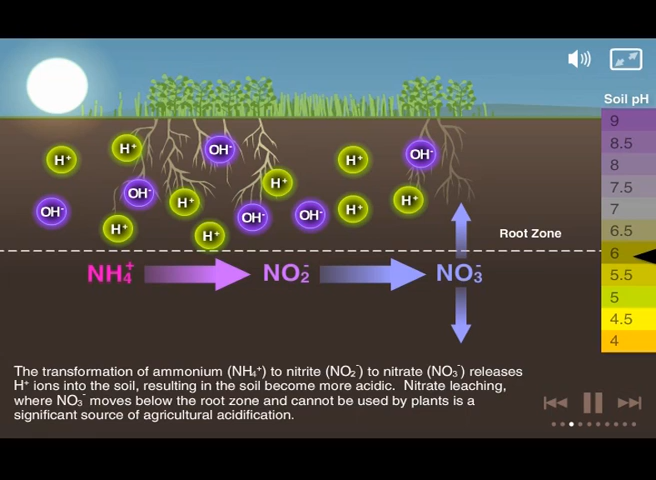 Soil pH
9
8.5
8
7.5
7
6.5
6
5.5
5
4.5
4
H⁺ H⁺ OH⁻ H⁺ OH⁻
OH⁻ OH⁻ H⁺ H⁺ OH⁻ OH⁻ H⁺ H⁺
H⁺ H⁺
Root Zone
NH₄⁺ NO₂⁻ NO₃⁻
The transformation of ammonium (NH₄⁺) to nitrite (NO₂⁻) to nitrate (NO₃⁻) releases
H⁺ ions into the soil, resulting in the soil become more acidic. Nitrate leaching,
where NO₃⁻ moves below the root zone and cannot be used by plants is a
significant source of agricultural acidification.